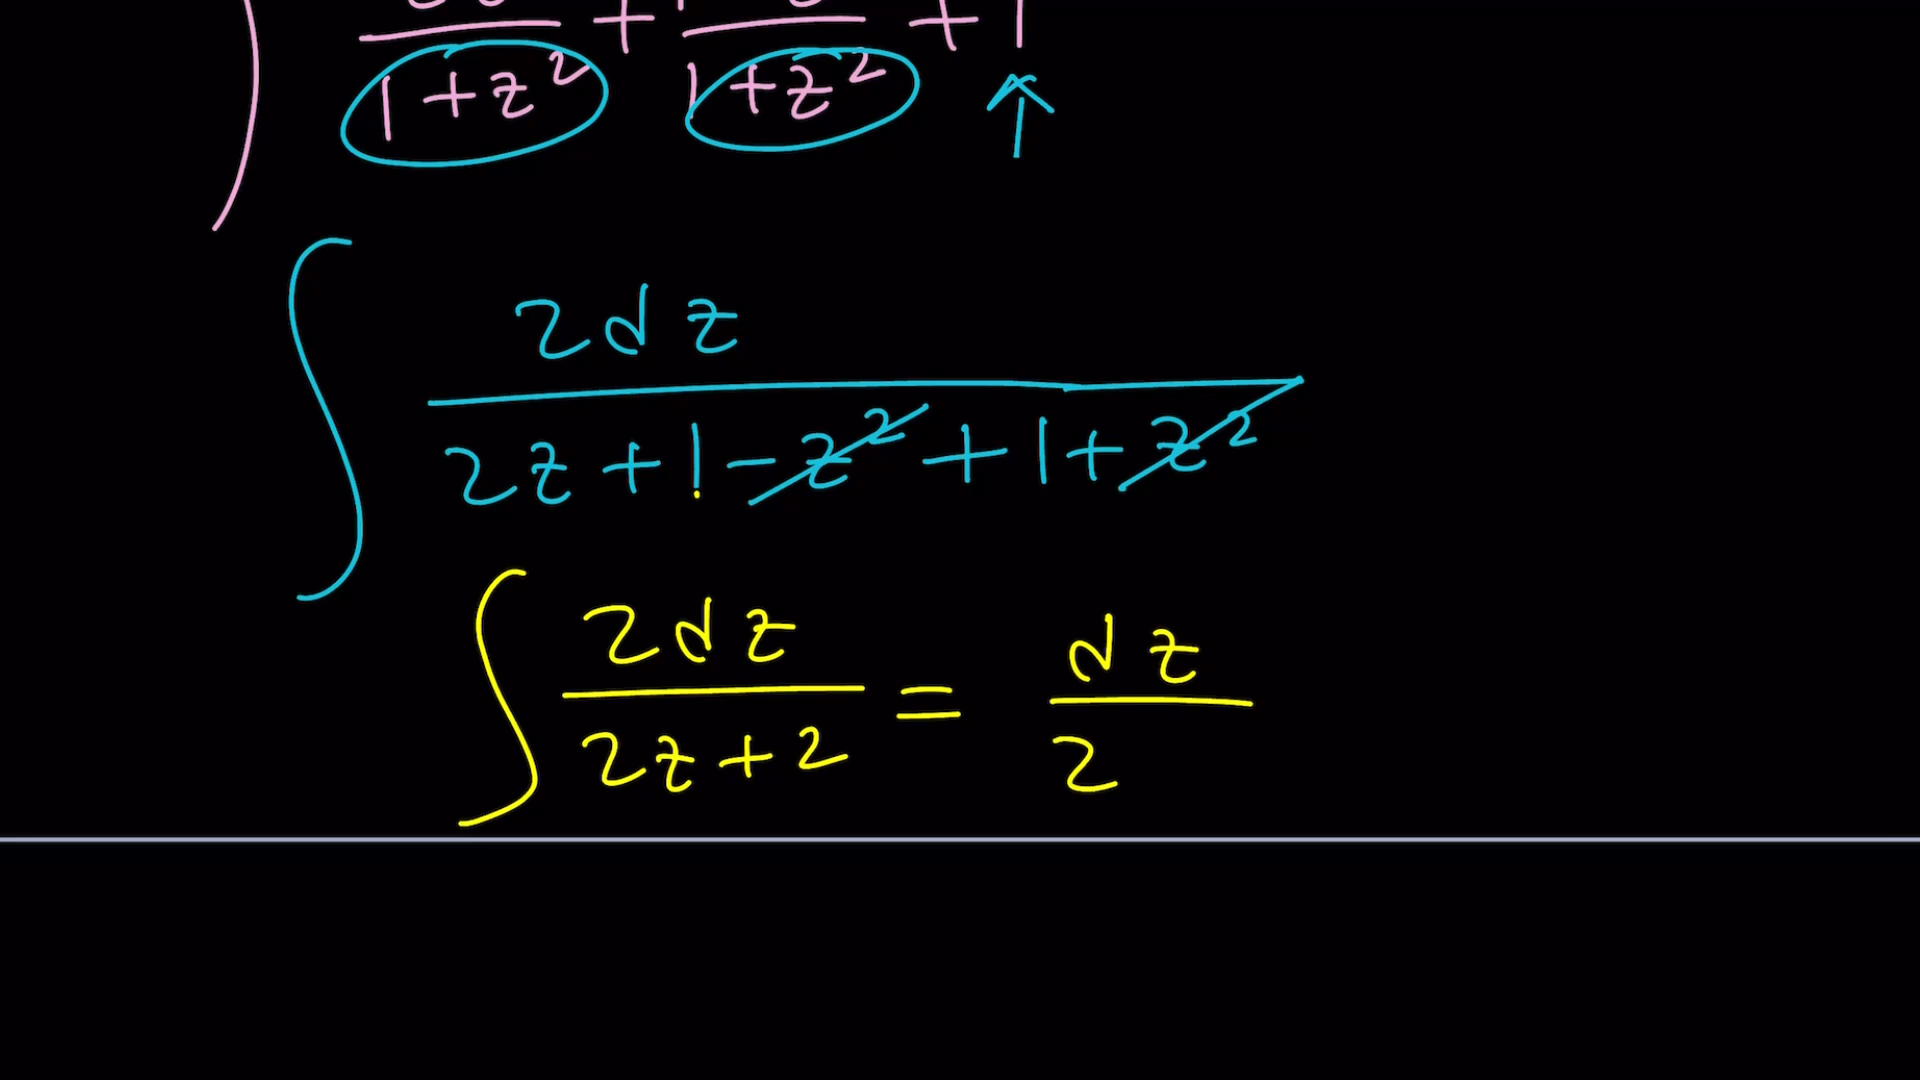 1+z² + 1+z² + 1
∫ 2dz / 2z+1-z²+1+z²
∫ 2dz / 2z+2 = dz / 2